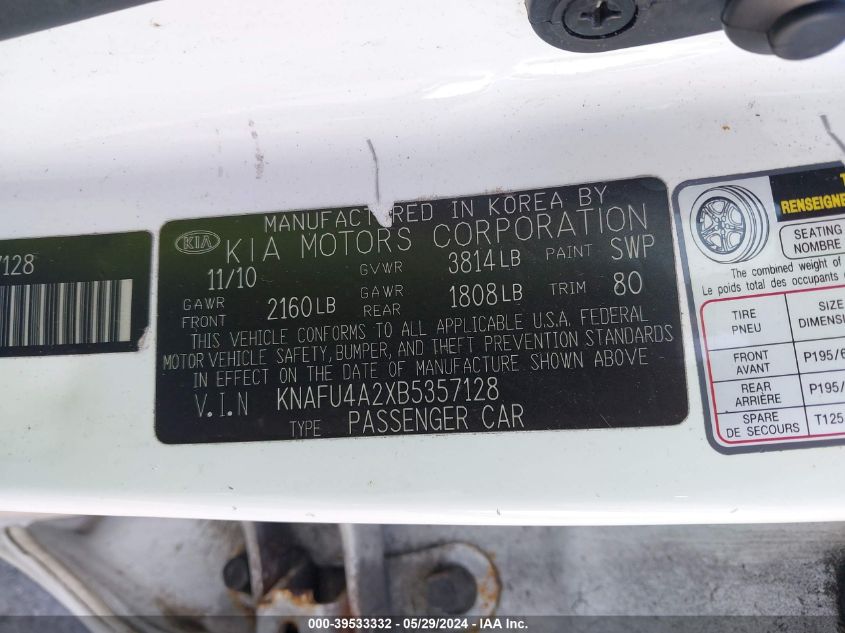 MANUFACTURED IN KOREA BY
KIA KIA MOTORS CORPORATION
11/10 GVWR 3814LB PAINT SWP
GAWR FRONT 2160LB GAWR REAR 1808LB TRIM 80
THIS VEHICLE CONFORMS TO ALL APPLICABLE U.S.A. FEDERAL
MOTOR VEHICLE SAFETY, BUMPER, AND THEFT PREVENTION STANDARDS
IN EFFECT ON THE DATE OF MANUFACTURE SHOWN ABOVE
V.I.N KNAFU4A2XB5357128
TYPE PASSENGER CAR
7128
RENSEIGNE
SEATING
NOMBRE
The combined weight of
Le poids total des occupants
TIRE
PNEU
SIZE
DIMENSI
FRONT
AVANT
P195/6
REAR
ARRIÈRE
P195/
SPARE
DE SECOURS
T125
000-39533332 - 05/29/2024 - IAA Inc.